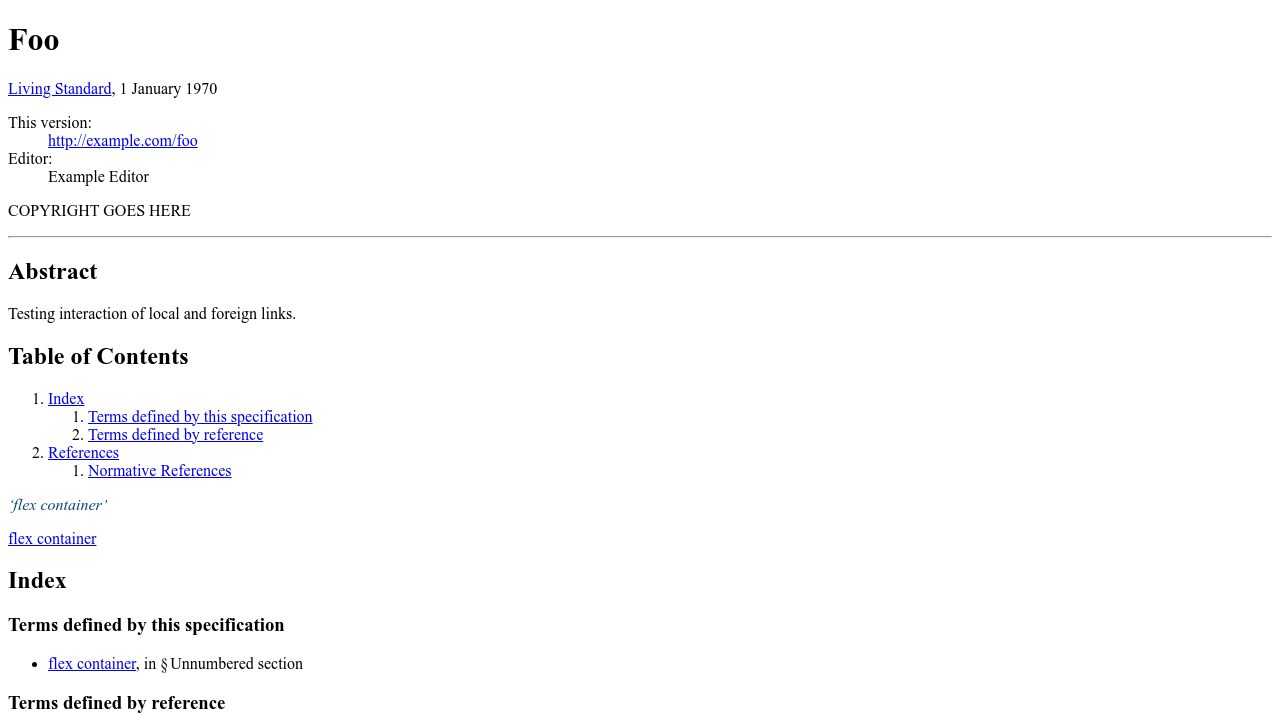 Foo
Living Standard, 1 January 1970
This version:
http://example.com/foo
Editor:
Example Editor
COPYRIGHT GOES HERE
Abstract
Testing interaction of local and foreign links.
Table of Contents
1. Index
1. Terms defined by this specification
2. Terms defined by reference
2. References
1. Normative References
‘flex container’
flex container
Index
Terms defined by this specification
• flex container, in § Unnumbered section
Terms defined by reference